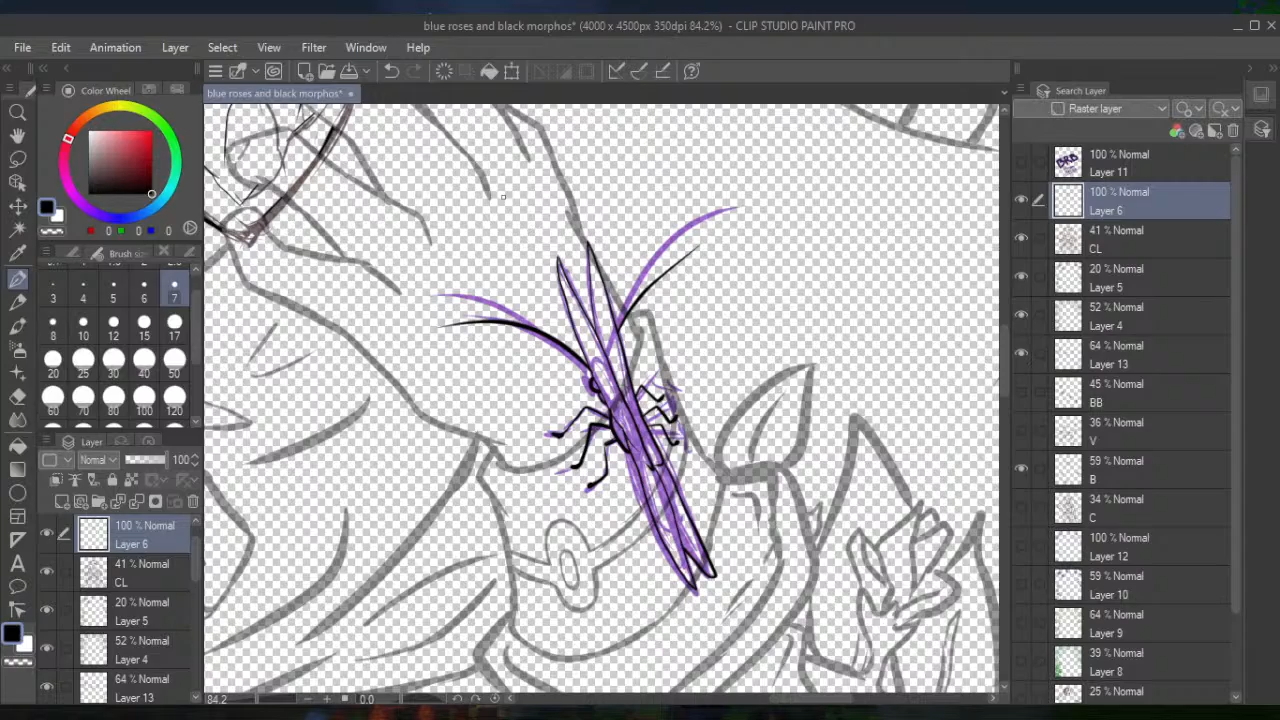 blue roses and black morphos* (4000 x 4500px 350dpi 84.2%) - CLIP STUDIO PAINT PRO
File Edit Animation Layer Select View Filter Window Help
Color Wheel
blue roses and black morphos*
Search Layer
Raster layer
100 % Normal
Layer 11
100 % Normal
Layer 6
41 % Normal
CL
20 % Normal
Layer 5
52 % Normal
Layer 4
64 % Normal
Layer 13
45 % Normal
BB
36 % Normal
V
59 % Normal
B
34 % Normal
C
100 % Normal
Layer 12
59 % Normal
Layer 10
64 % Normal
Layer 9
39 % Normal
Layer 8
25 % Normal
0 0 0
Brush size
3 4 5 6 7
8 10 12 15 17
20 25 30 40 50
60 70 80 100 120
Layer
Normal 100
100 % Normal
Layer 6
41 % Normal
CL
20 % Normal
Layer 5
52 % Normal
Layer 4
64 % Normal
Layer 13
84.2 0.0